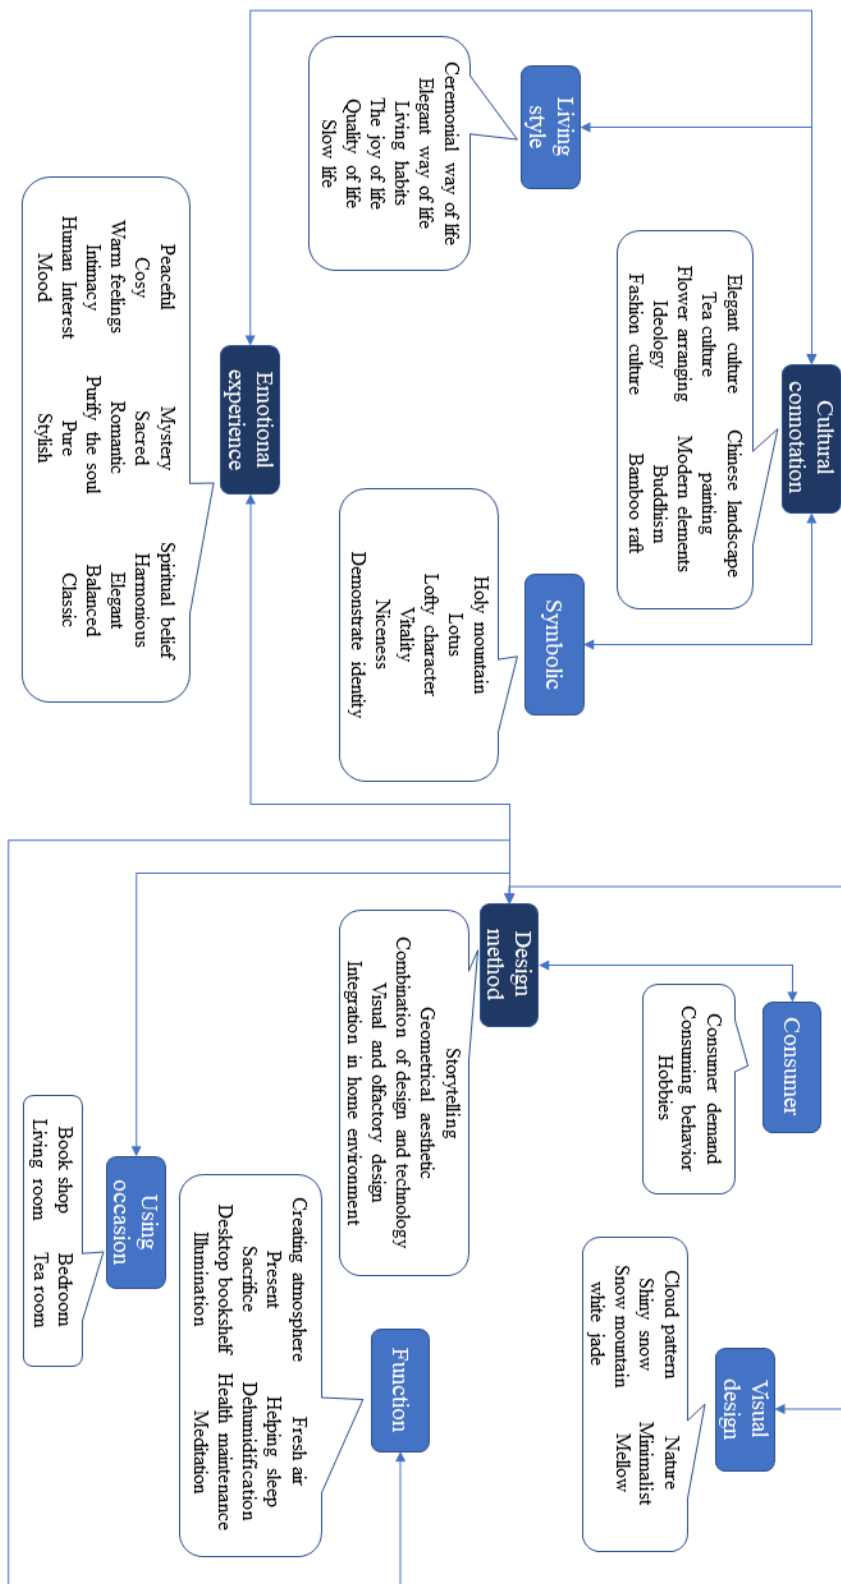 Cultural
connotation
Elegant culture
Tea culture
Flower arranging
Ideology
Fashion culture
Chinese landscape
painting
Modern elements
Buddhism
Bamboo raft
Living
style
Ceremonial way of life
Elegant way of life
Living habits
The joy of life
Quality of life
Slow life
Symbolic
Holy mountain
Lotus
Lofty character
Vitality
Niceness
Demonstrate identity
Emotional
experience
Peaceful
Cosy
Warm feelings
Intimacy
Human Interest
Mood
Mystery
Sacred
Romantic
Purify the soul
Pure
Stylish
Spiritual belief
Harmonious
Elegant
Balanced
Classic
Consumer
Consumer demand
Consuming behavior
Hobbies
Visual
design
Cloud pattern
Shiny snow
Snow mountain
white jade
Nature
Minimalist
Mellow
Design
method
Storytelling
Geometrical aesthetic
Combination of design and technology
Visual and olfactory design
Integration in home environment
Function
Creating atmosphere
Present
Sacrifice
Desktop bookshelf
Illumination
Fresh air
Helping sleep
Dehumidification
Health maintenance
Meditation
Using
occasion
Book shop
Living room
Bedroom
Tea room